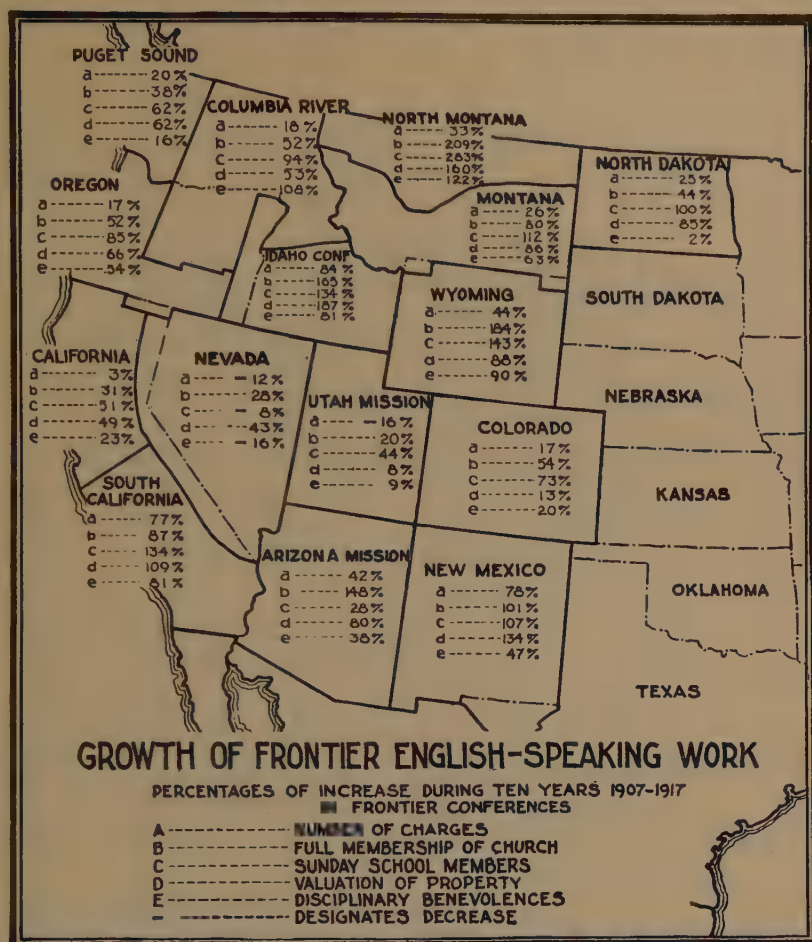 PUGET SOUND
a ------- 20%
b ------- 38%
c ------- 62%
d ------- 62%
e ------- 16%
COLUMBIA RIVER
a ------- 18%
b ------- 52%
c ------- 94%
d ------- 53%
e ------- 108%
NORTH MONTANA
a ------- 33%
b ------- 209%
c ------- 283%
d ------- 160%
e ------- 122%
NORTH DAKOTA
a ------- 25%
b ------- 44%
c ------- 100%
d ------- 85%
e ------- 2%
OREGON
a ------- 17%
b ------- 52%
c ------- 85%
d ------- 66%
e ------- 54%
MONTANA
a ------- 26%
b ------- 80%
c ------- 112%
d ------- 86%
e ------- 63%
IDAHO CONF
a ------- 84%
b ------- 165%
c ------- 134%
d ------- 187%
e ------- 81%
WYOMING
a ------- 44%
b ------- 184%
c ------- 143%
d ------- 88%
e ------- 90%
SOUTH DAKOTA
CALIFORNIA
a ------- 3%
b ------- 31%
c ------- 51%
d ------- 49%
e ------- 23%
NEVADA
a ---- - 12%
b ------- 28%
c ---- - 8%
d ---- -43%
e ---- - 16%
UTAH MISSION
a ---- - 16%
b ------- 20%
c ------- 44%
d ------- 8%
e ------- 9%
NEBRASKA
COLORADO
a ------- 17%
b ------- 54%
c ------- 73%
d ------- 13%
e ------- 20%
KANSAS
SOUTH
CALIFORNIA
a ------- 77%
b ------- 87%
c ------- 134%
d ------- 109%
e ------- 81%
ARIZONA MISSION
a ------- 42%
b ------- 148%
c ------- 28%
d ------- 80%
e ------- 38%
NEW MEXICO
a ------- 78%
b ------- 101%
c ------- 107%
d ------- 134%
e ------- 47%
OKLAHOMA
TEXAS
GROWTH OF FRONTIER ENGLISH-SPEAKING WORK
PERCENTAGES OF INCREASE DURING TEN YEARS 1907-1917
IN FRONTIER CONFERENCES
A ------- NUMBER OF CHARGES
B ------- FULL MEMBERSHIP OF CHURCH
C ------- SUNDAY SCHOOL MEMBERS
D ------- VALUATION OF PROPERTY
E ------- DISCIPLINARY BENEVOLENCES
- ------- DESIGNATES DECREASE